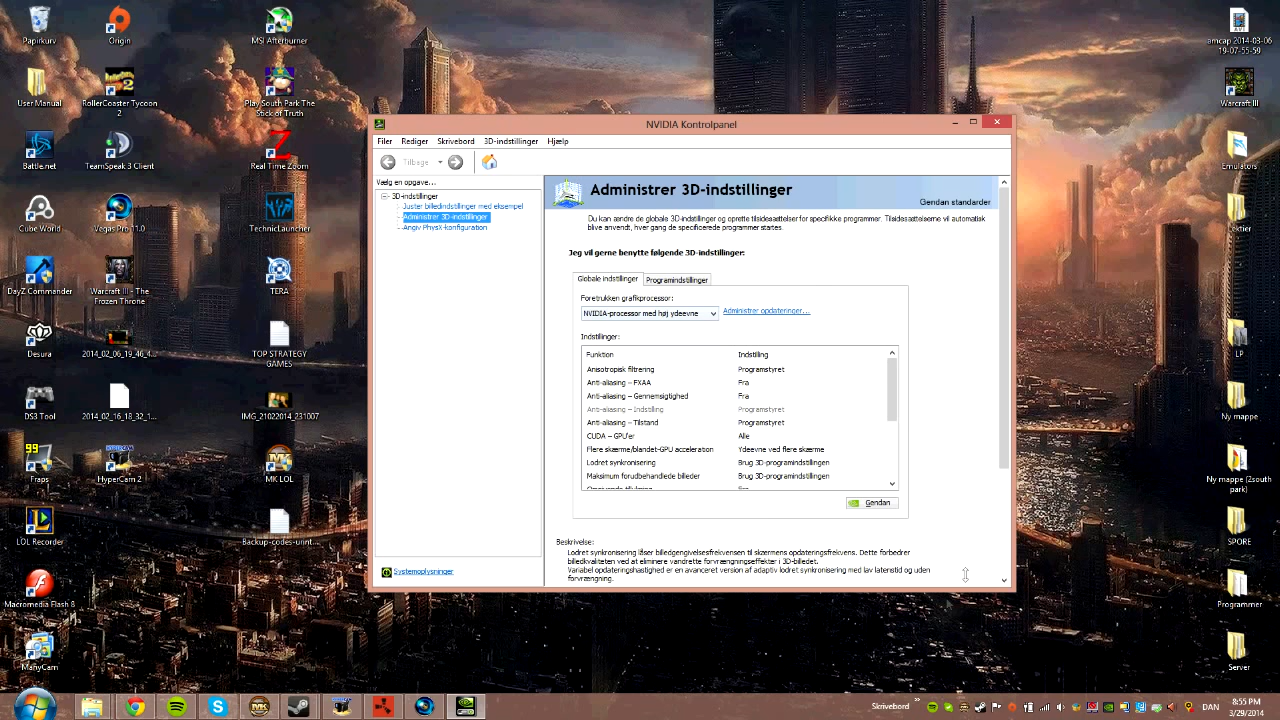 Papirkurv
Origin
MSI Afterburner
amcap 2014-03-06
19-07-55-59
User Manual
RollerCoaster Tycoon
2
Play South Park The
Stick of Truth
Warcraft III
Battle.net
TeamSpeak 3 Client
Real Time Zoom
Emulators
Cube World
Vegas Pro 11.0
TechnicLauncher
Lektier
DayZ Commander
Warcraft III - The
Frozen Throne
TERA
Desura
2014_02_06_19_46_4...
TOP STRATEGY
GAMES
LP
DS3 Tool
2014_02_16_18_32_1...
IMG_21022014_231007
Ny mappe
99
Fraps
HyperCam 2
MK LOL
Ny mappe (2south
park)
LOL Recorder
Backup-codes-unnt...
SPORE
Macromedia Flash 8
Programmer
ManyCam
Server
NVIDIA Kontrolpanel
Filer Rediger Skrivebord 3D-indstillinger Hjælp
Tilbage
Vælg en opgave...
3D-indstillinger
Juster billedindstillinger med eksempel
Administrer 3D-indstillinger
Angiv PhysX-konfiguration
Systemoplysninger
Administrer 3D-indstillinger
Gendan standarder
Du kan ændre de globale 3D-indstillinger og oprette tilsidesættelser for specifikke programmer. Tilsidesættelserne vil automatisk
blive anvendt, hver gang de specificerede programmer startes.
Jeg vil gerne benytte følgende 3D-indstillinger:
Globale indstillinger Programindstillinger
Foretrukken grafikprocessor:
NVIDIA-processor med høj ydeevne Administrer opdateringer...
Indstillinger:
Funktion Indstilling
Anisotropisk filtrering Programstyret
Anti-aliasing – FXAA Fra
Anti-aliasing – Gennemsigtighed Fra
Anti-aliasing – Indstilling Programstyret
Anti-aliasing – Tilstand Programstyret
CUDA – GPU'er Alle
Flere skærme/blandet-GPU acceleration Ydeevne ved flere skærme
Lodret synkronisering Brug 3D-programindstillingen
Maksimum forudbehandlede billeder Brug 3D-programindstillingen
Gendan
Beskrivelse:
Lodret synkronisering låser billedgengivelsesfrekvensen til skærmens opdateringsfrekvens. Dette forbedrer
billedkvaliteten ved at eliminere vandrette forvrængningseffekter i 3D-billedet.
Variabel opdateringshastighed er en avanceret version af adaptiv lodret synkronisering med lav latenstid og uden
forvrængning.
Skrivebord
DAN
8:55 PM
3/29/2014